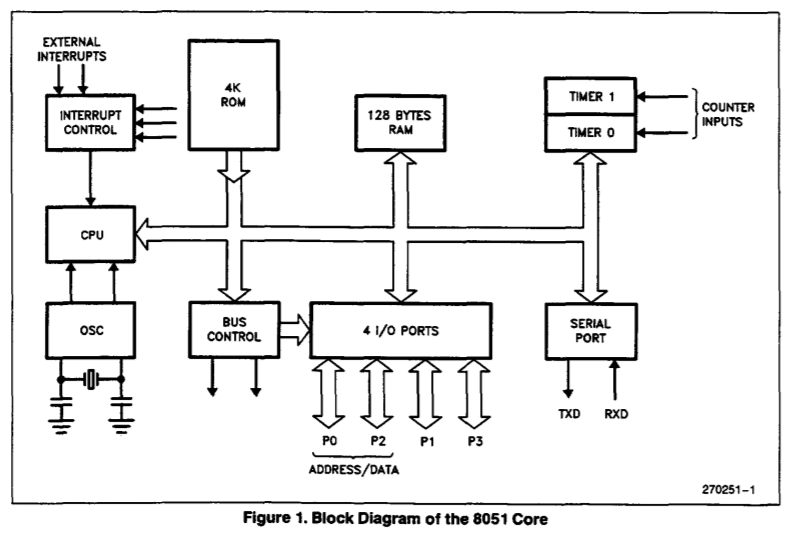 EXTERNAL
INTERRUPTS
INTERRUPT
CONTROL
4K
ROM
128 BYTES
RAM
TIMER 1
TIMER 0
COUNTER
INPUTS
CPU
OSC
BUS
CONTROL
4 I/O PORTS
SERIAL
PORT
TXD
RXD
P0
P2
P1
P3
ADDRESS/DATA
270251-1
Figure 1. Block Diagram of the 8051 Core